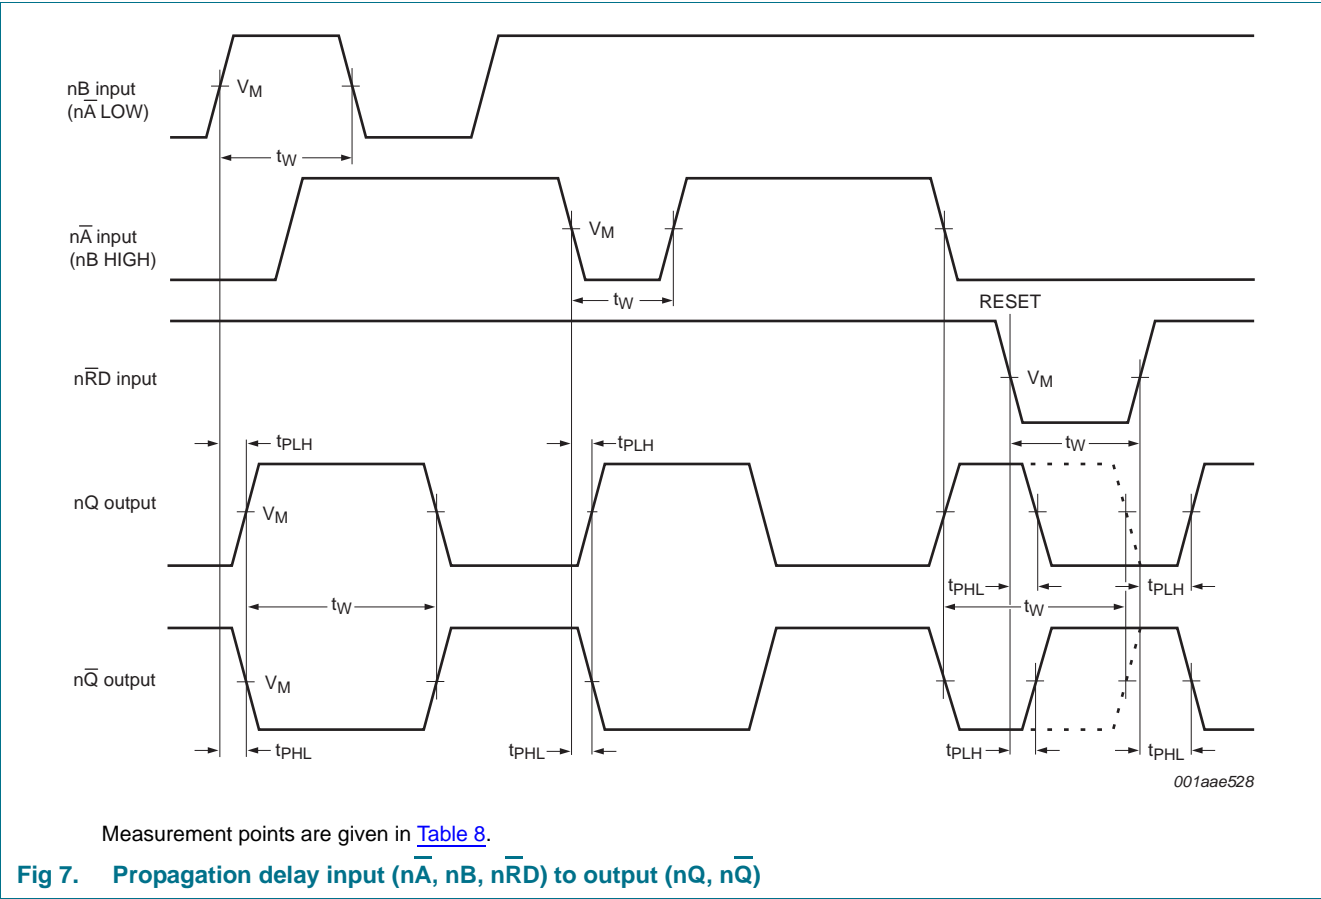 nB input
(nA̅ LOW)
VM
tW
nA̅ input
(nB HIGH)
VM
tW
RESET
nR̅D input
VM
tPLH
tPLH
tW
nQ output
VM
tPHL
tPLH
tW
tW
nQ̅ output
VM
tPHL
tPHL
tPLH
tPHL
001aae528
Measurement points are given in Table 8.
Fig 7. Propagation delay input (nA̅, nB, nR̅D) to output (nQ, nQ̅)